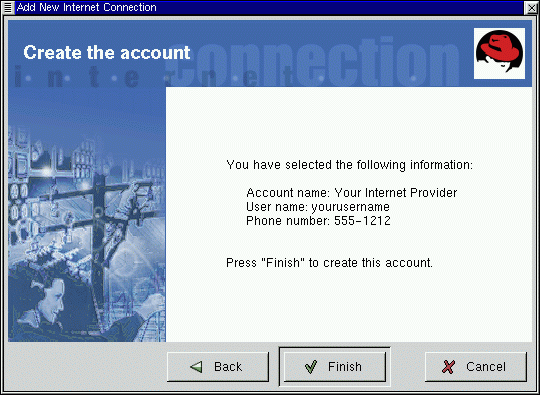 Add New Internet Connection
Create the account
connection
internet
You have selected the following information:
Account name: Your Internet Provider
User name: yourusername
Phone number: 555-1212
Press "Finish" to create this account.
Back
Finish
Cancel